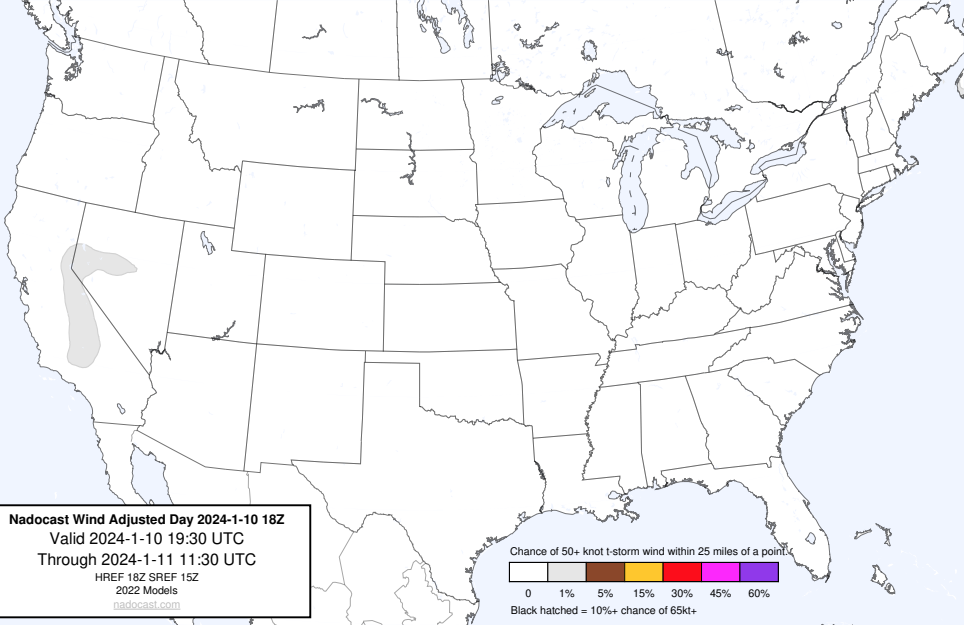 Nadocast Wind Adjusted Day 2024-1-10 18Z
Valid 2024-1-10 19:30 UTC
Through 2024-1-11 11:30 UTC
HREF 18Z SREF 15Z
2022 Models
nadocast.com
Chance of 50+ knot t-storm wind within 25 miles of a point.
0 1% 5% 15% 30% 45% 60%
Black hatched = 10%+ chance of 65kt+